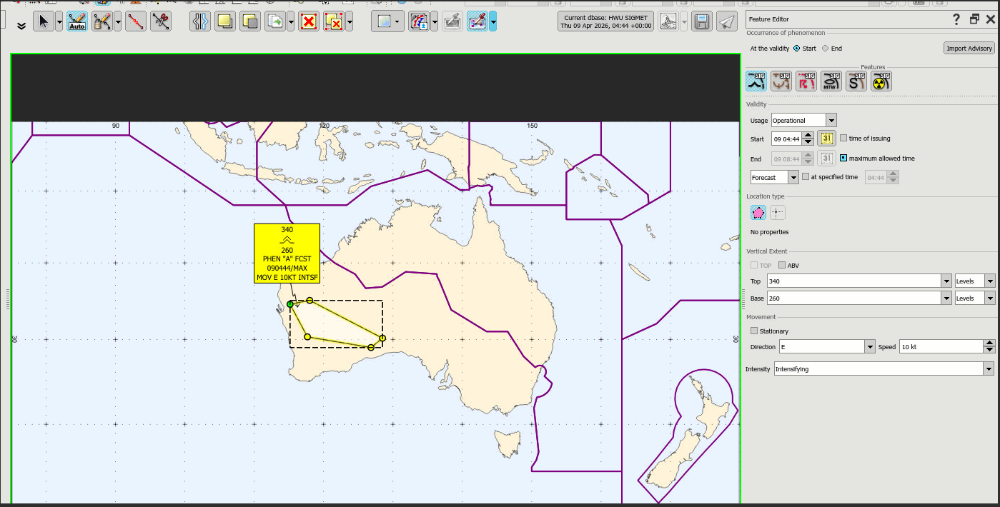 Auto
Current dbase: HWU SIGMET
Thu 09 Apr 2026, 04:44 +00:00
Feature Editor
?
Occurrence of phenomenon
At the validity Start End
Import Advisory
Features
SIG SIG SIG SIG SIG SIG
R MTW S
Validity
Usage Operational
Start 09 04:44 31 time of issuing
End 09 08:44 31 maximum allowed time
Forecast at specified time 04:44
Location type
No properties
Vertical Extent
TOP ABV
Top 340 Levels
Base 260 Levels
Movement
Stationary
Direction E Speed 10 kt
Intensity Intensifying
90 120 150
340
260
PHEN "A" FCST
090444/MAX
MOV E 10KT INTSF
30 30